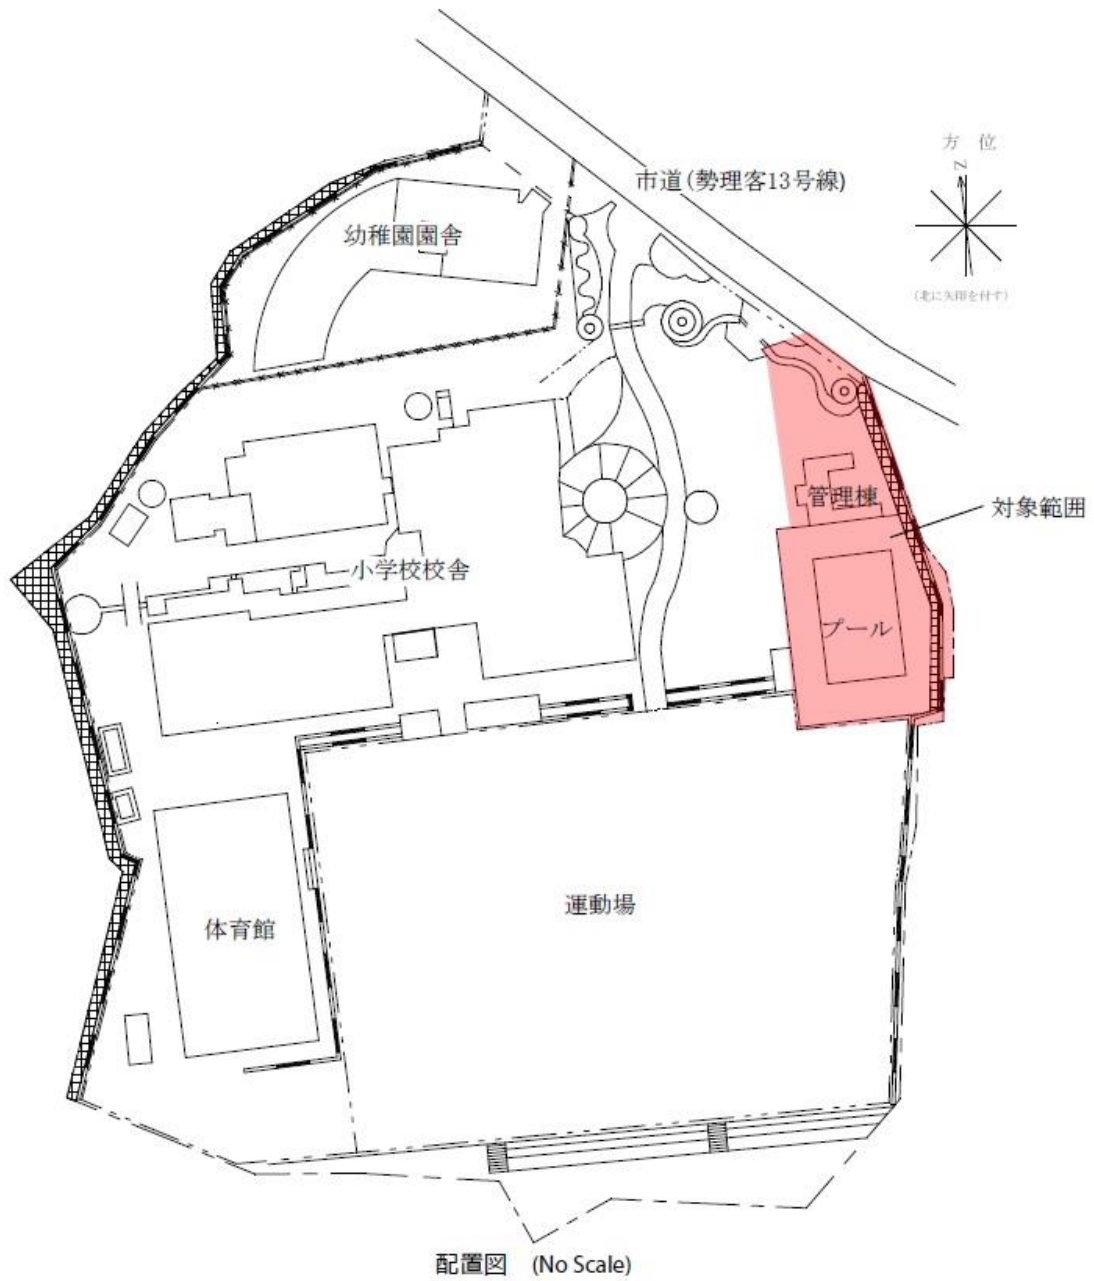 方 位
N
市道(勢理客13号線)
幼稚園園舎
(北に矢印を付す)
管理棟
対象範囲
小学校校舎
プール
運動場
体育館
配置図 (No Scale)